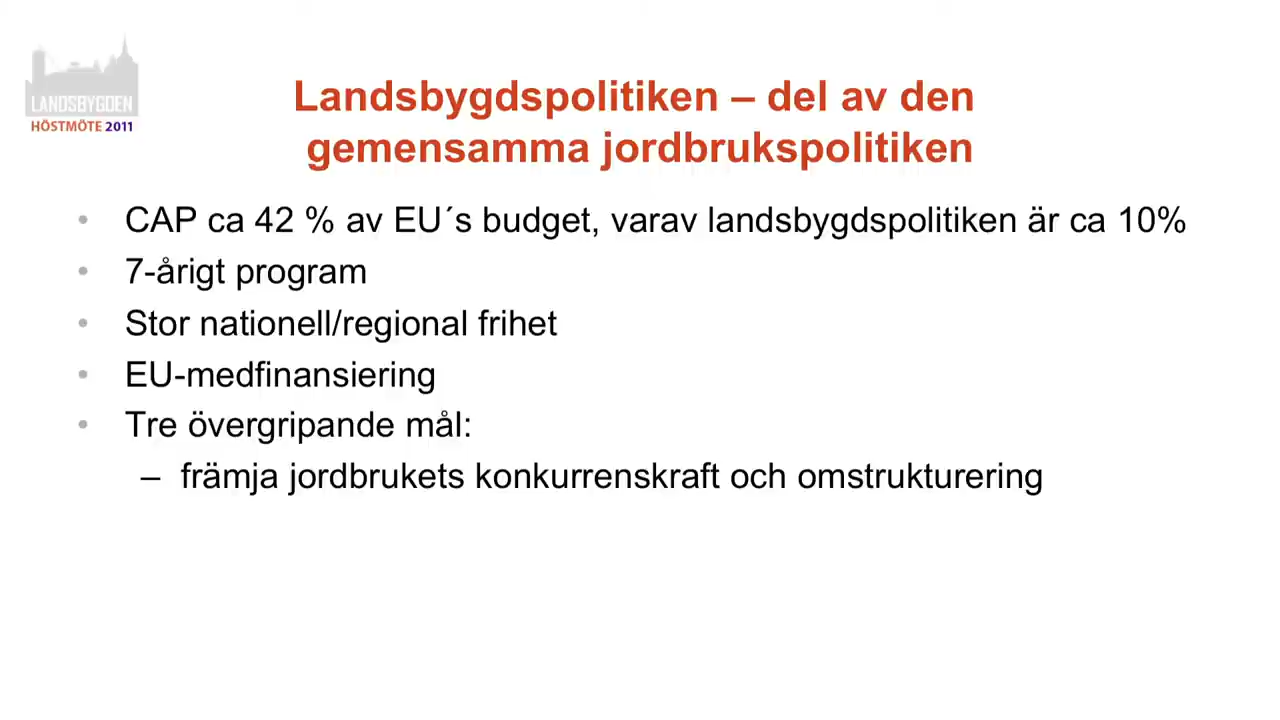 LANDSBYGDEN
HÖSTMÖTE 2011
Landsbygdspolitiken – del av den
gemensamma jordbrukspolitiken
• CAP ca 42 % av EU´s budget, varav landsbygdspolitiken är ca 10%
• 7-årigt program
• Stor nationell/regional frihet
• EU-medfinansiering
• Tre övergripande mål:
– främja jordbrukets konkurrenskraft och omstrukturering